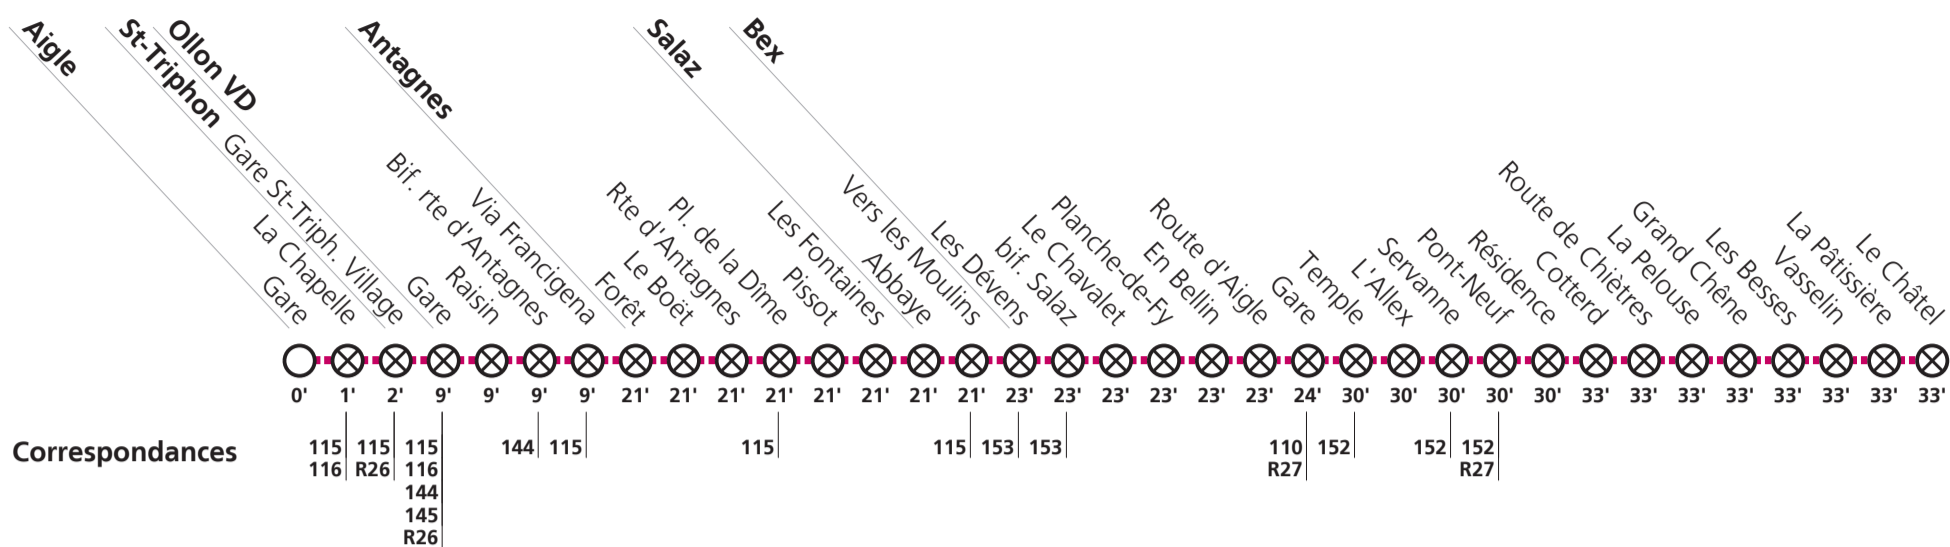 Aigle
St-Triphon
Ollon VD
Antagnes
Salaz
Bex
Gare
La Chapelle
Gare St-Triph. Village
Gare
Raisin
Bif. rte d'Antagnes
Via Francigena
Forêt
Le Boët
Rte d'Antagnes
Pl. de la Dîme
Pissot
Les Fontaines
Abbaye
Vers les Moulins
Les Dévens
bif. Salaz
Le Chavalet
Planche-de-Fy
En Bellin
Route d'Aigle
Gare
Temple
L'Allex
Servanne
Pont-Neuf
Résidence
Cotterd
Route de Chiètres
La Pelouse
Grand Chêne
Les Besses
Vasselin
La Pâtissière
Le Châtel
0' 1' 2' 9' 9' 9' 9' 21' 21' 21' 21' 21' 21' 21' 21' 23' 23' 23' 23' 23' 23' 24' 30' 30' 30' 30' 30' 33' 33' 33' 33' 33' 33' 33' 33'
Correspondances
115 115 115 144 115 115 115 153 153 110 152 152 152
116 R26 116 R27 R27
144
145
R26